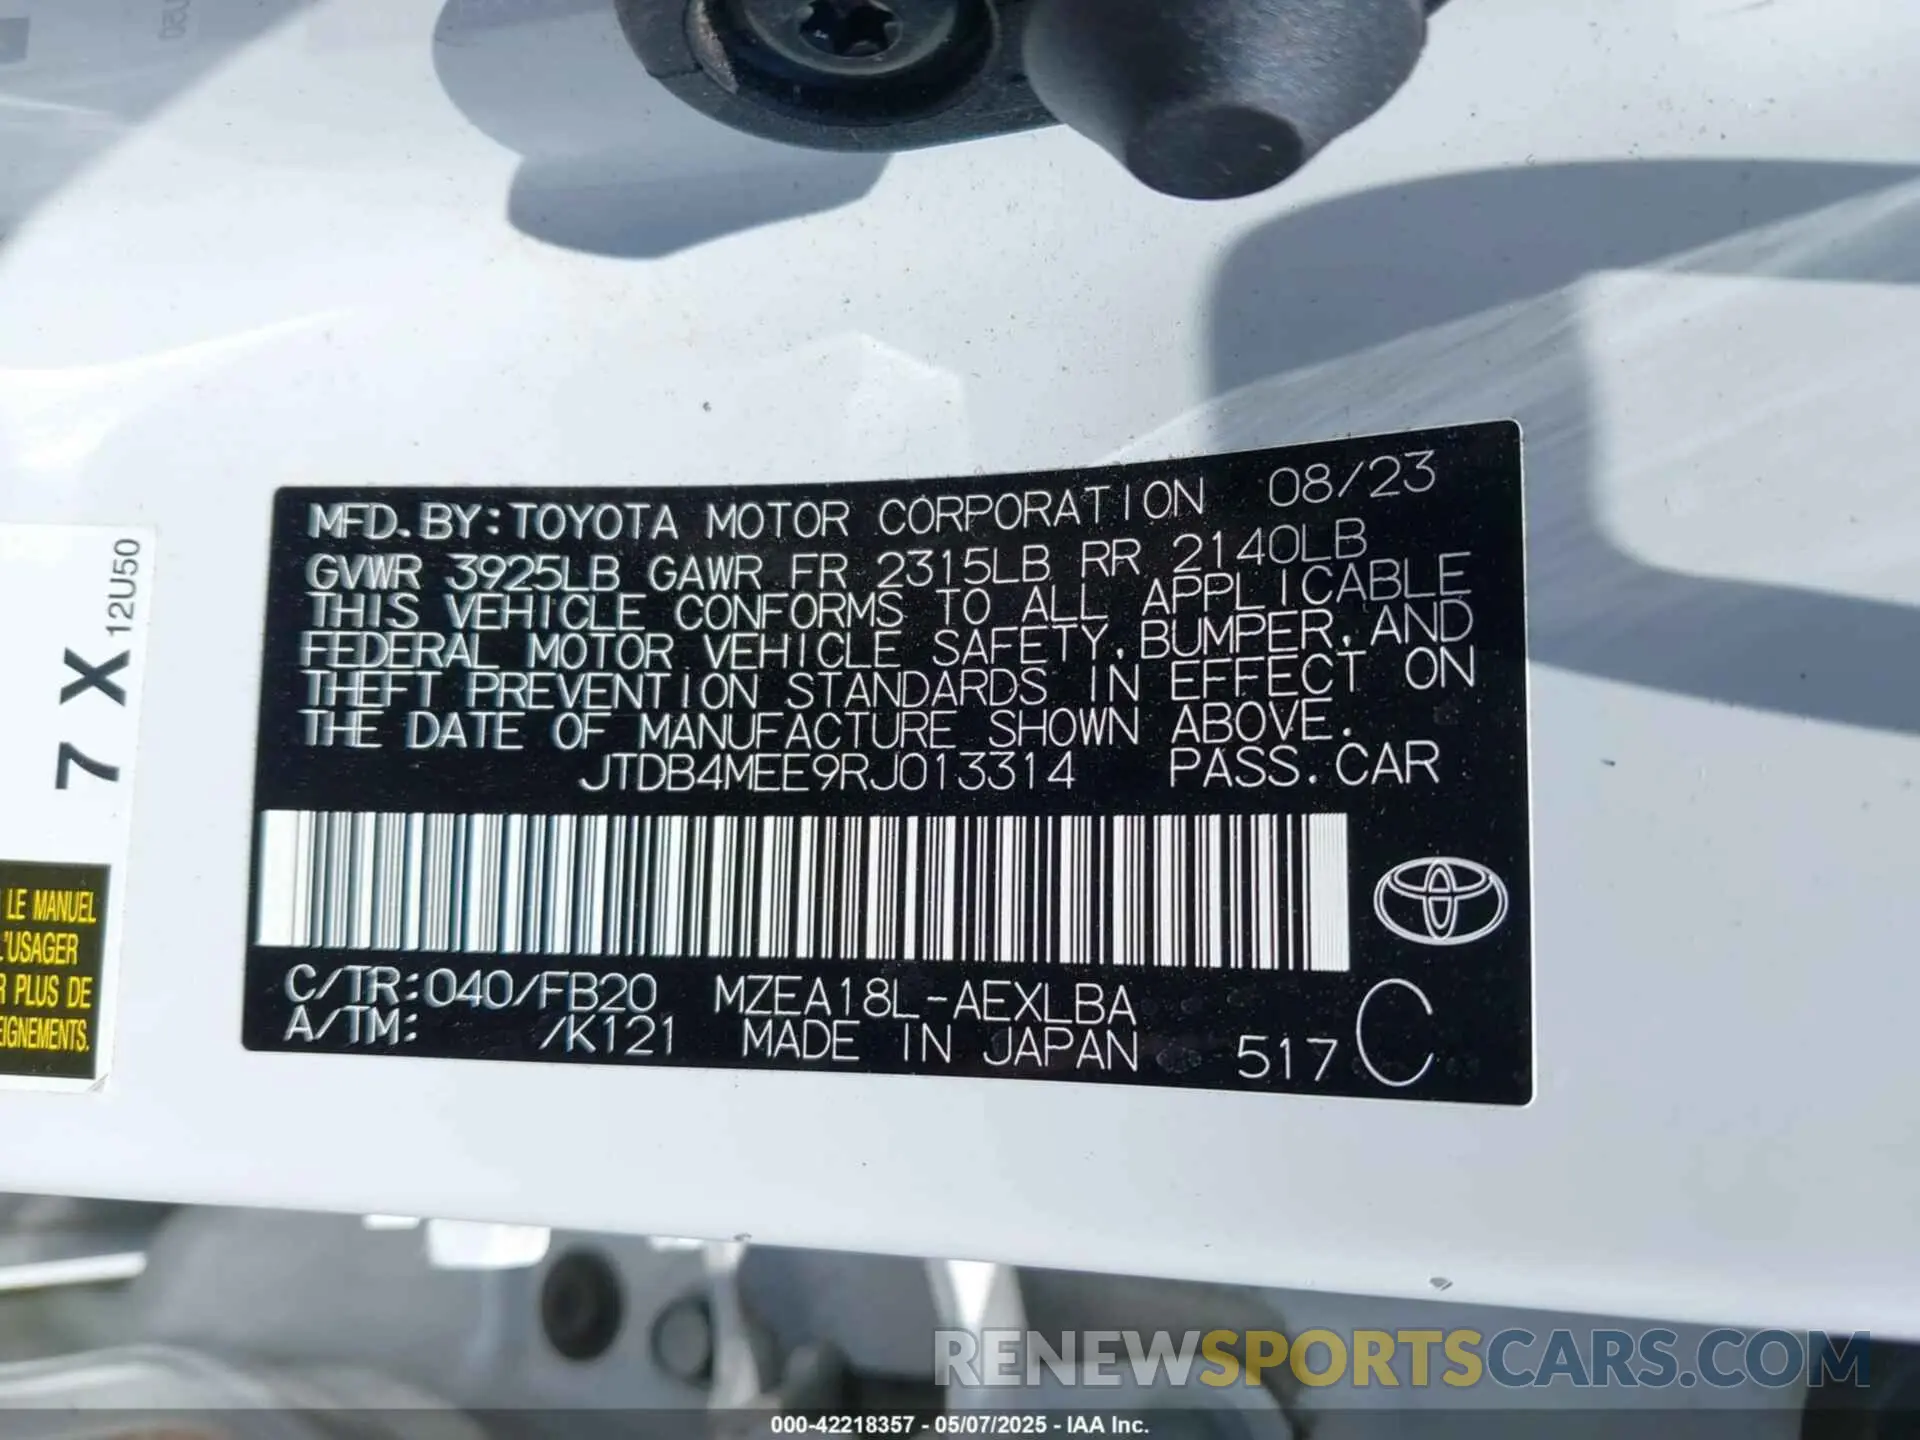 MFD. BY: TOYOTA MOTOR CORPORATION 08/23
GVWR 3925LB GAWR FR 2315LB RR 2140LB
THIS VEHICLE CONFORMS TO ALL APPLICABLE
FEDERAL MOTOR VEHICLE SAFETY, BUMPER, AND
THEFT PREVENTION STANDARDS IN EFFECT ON
THE DATE OF MANUFACTURE SHOWN ABOVE.
JTDB4MEE9RJ013314 PASS. CAR
C/TR:040/FB20 MZEA18L-AEXLBA
A/TM: /K121 MADE IN JAPAN 517 C
7 X 12U50
LE MANUEL
L'USAGER
R PLUS DE
EIGNEMENTS.
RENEWSPORTSCARS.COM
000-42218357 - 05/07/2025 - IAA Inc.